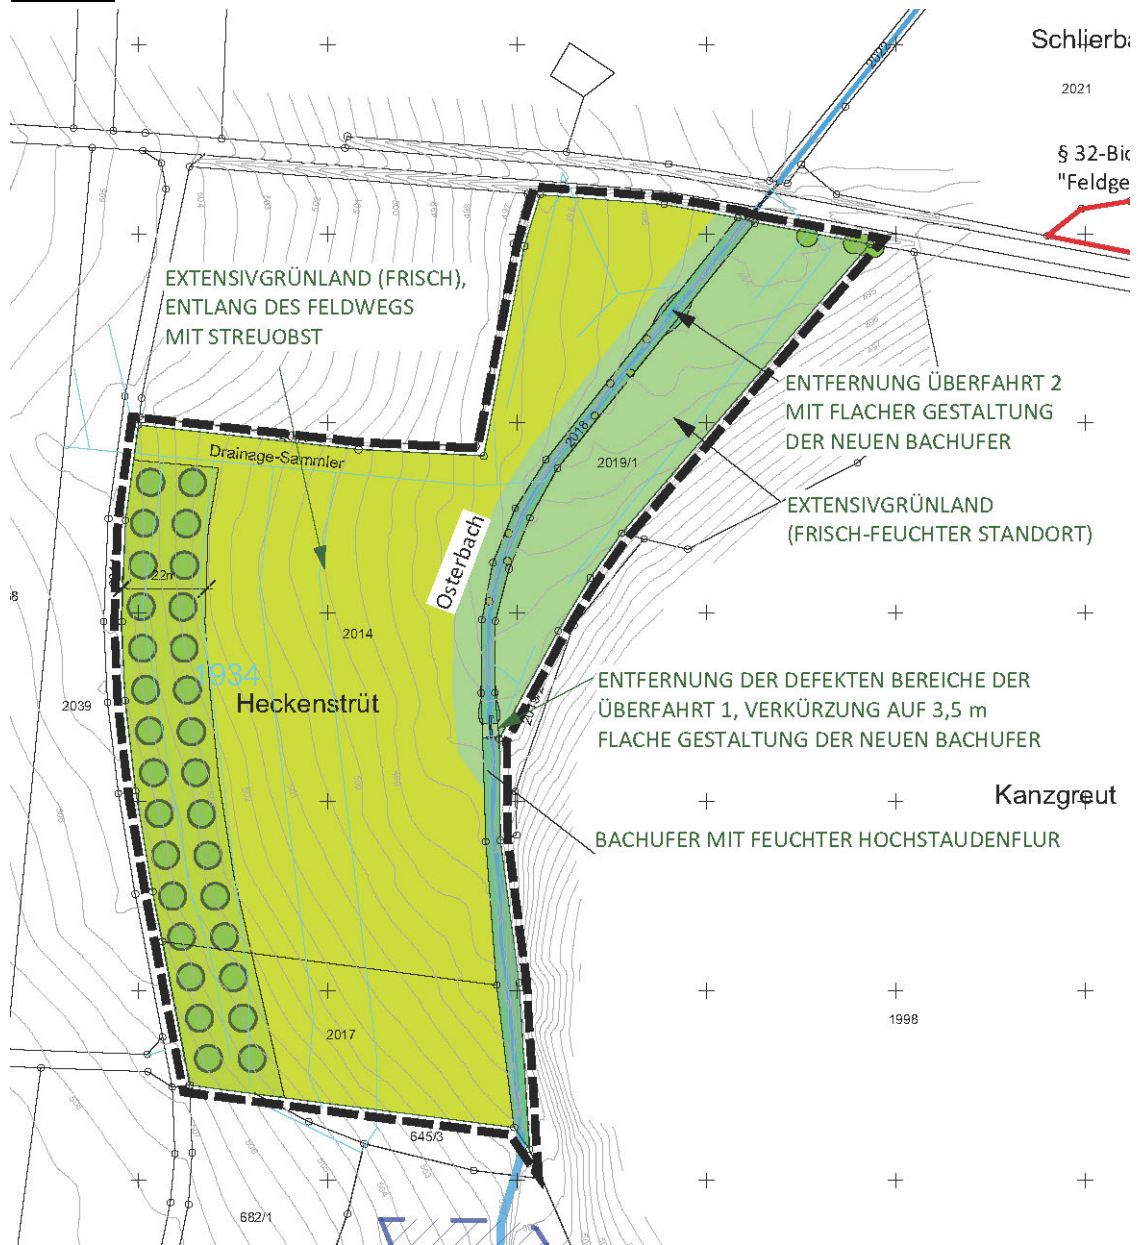 Schlierba
2022
2021
§ 32-Bio
"Feldge
EXTENSIVGRÜNLAND (FRISCH),
ENTLANG DES FELDWEGS
MIT STREUOBST
ENTFERNUNG ÜBERFAHRT 2
MIT FLACHER GESTALTUNG
DER NEUEN BACHUFER
Drainage-Sammler
2018
2019/1
EXTENSIVGRÜNLAND
(FRISCH-FEUCHTER STANDORT)
Osterbach
22m
2014
1934
Heckenstrüt
2039
ENTFERNUNG DER DEFEKTEN BEREICHE DER
ÜBERFAHRT 1, VERKÜRZUNG AUF 3,5 m
FLACHE GESTALTUNG DER NEUEN BACHUFER
Kanzgreut
BACHUFER MIT FEUCHTER HOCHSTAUDENFLUR
1998
2017
645/3
682/1